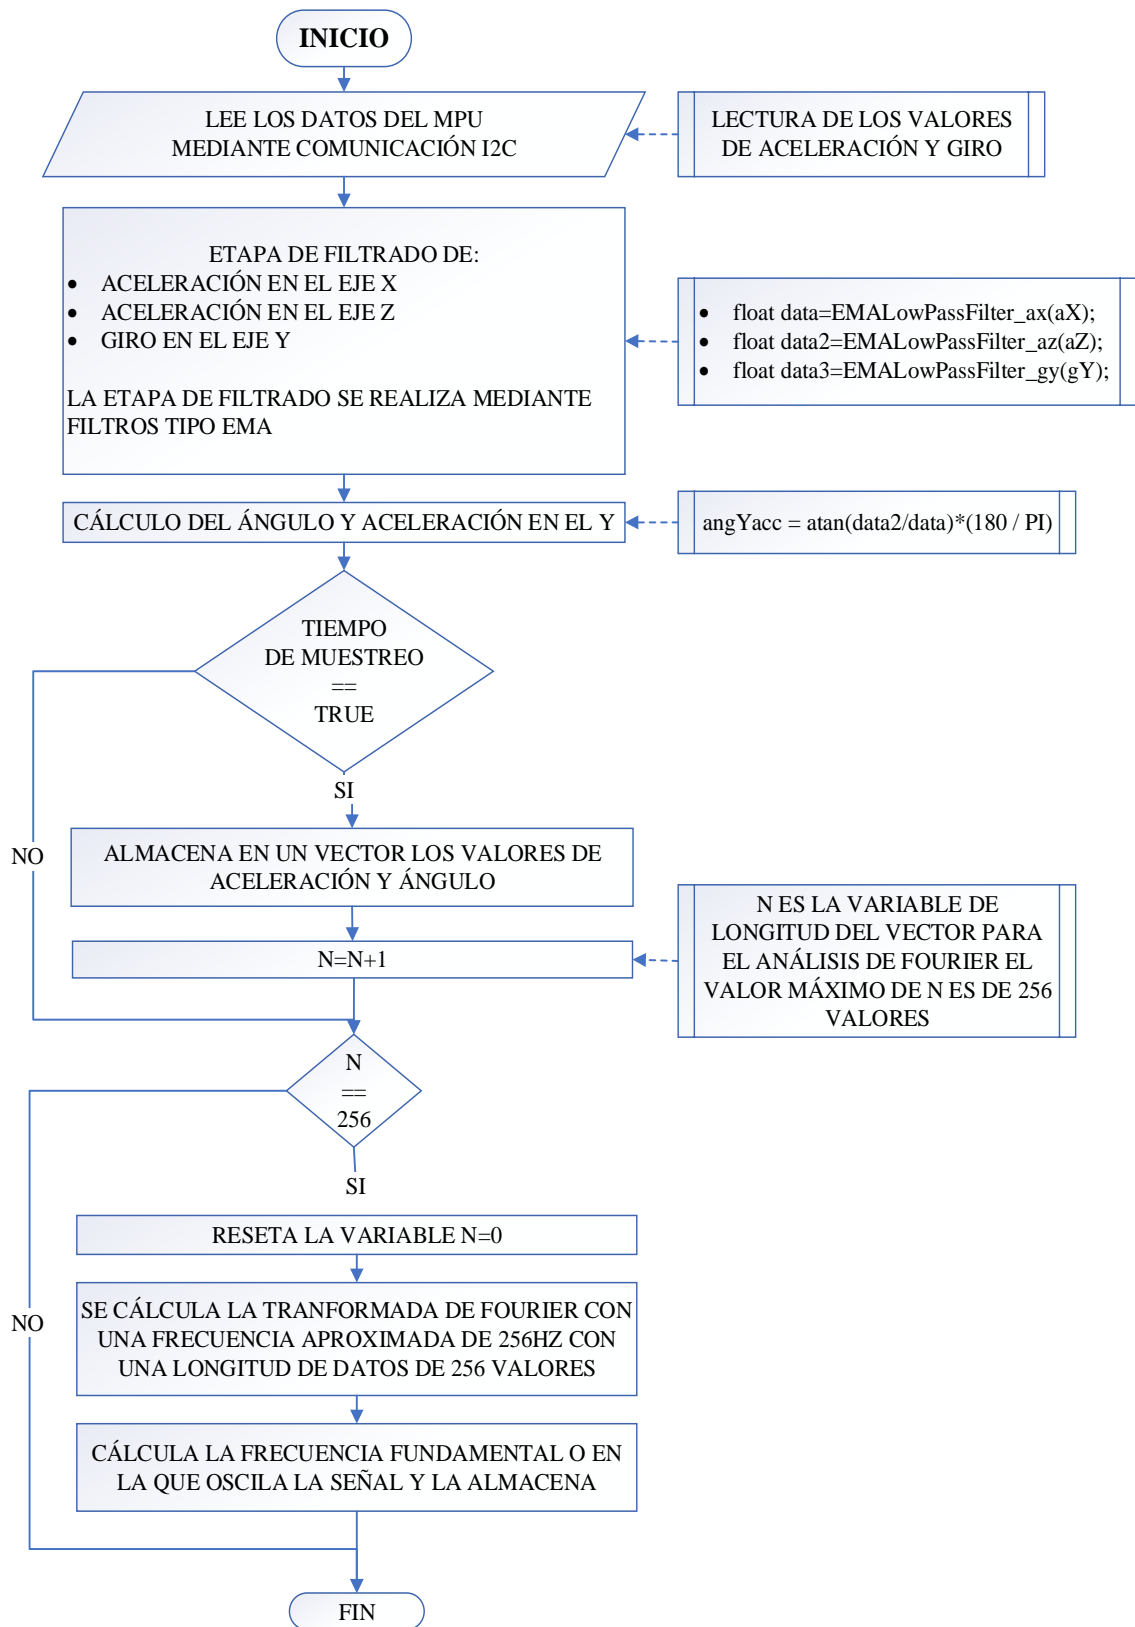 INICIO
LEE LOS DATOS DEL MPU
MEDIANTE COMUNICACIÓN I2C
LECTURA DE LOS VALORES
DE ACELERACIÓN Y GIRO
ETAPA DE FILTRADO DE:
• ACELERACIÓN EN EL EJE X
• ACELERACIÓN EN EL EJE Z
• GIRO EN EL EJE Y
LA ETAPA DE FILTRADO SE REALIZA MEDIANTE
FILTROS TIPO EMA
• float data=EMALowPassFilter_ax(aX);
• float data2=EMALowPassFilter_az(aZ);
• float data3=EMALowPassFilter_gy(gY);
CÁLCULO DEL ÁNGULO Y ACELERACIÓN EN EL Y
angYacc = atan(data2/data)*(180 / PI)
TIEMPO
DE MUESTREO
==
TRUE
SI
NO
ALMACENA EN UN VECTOR LOS VALORES DE
ACELERACIÓN Y ÁNGULO
N=N+1
N ES LA VARIABLE DE
LONGITUD DEL VECTOR PARA
EL ANÁLISIS DE FOURIER EL
VALOR MÁXIMO DE N ES DE 256
VALORES
N
==
256
SI
NO
RESETA LA VARIABLE N=0
SE CÁLCULA LA TRANFORMADA DE FOURIER CON
UNA FRECUENCIA APROXIMADA DE 256HZ CON
UNA LONGITUD DE DATOS DE 256 VALORES
CÁLCULA LA FRECUENCIA FUNDAMENTAL O EN
LA QUE OSCILA LA SEÑAL Y LA ALMACENA
FIN